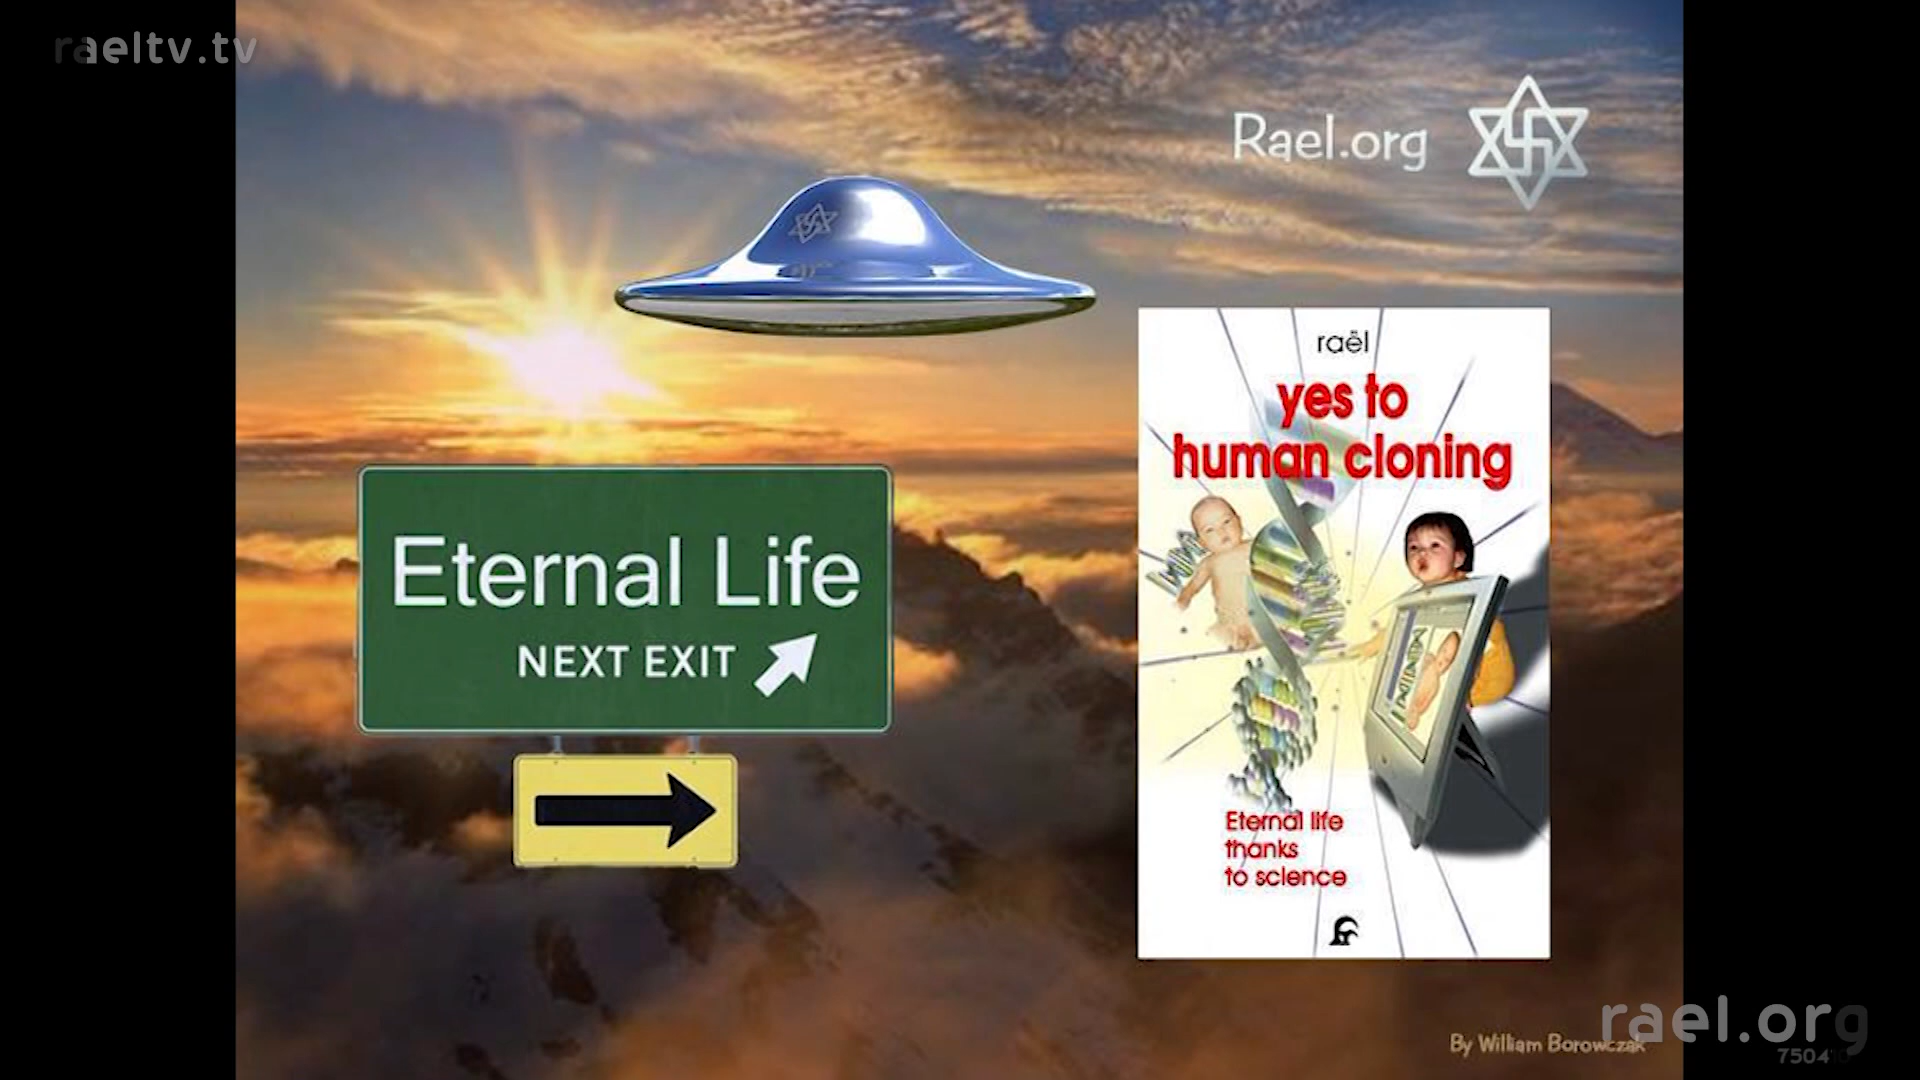 raeltv.tv
Rael.org
raël
yes to
human cloning
Eternal Life
NEXT EXIT
Eternal life
thanks
to science
rael.org
By William Borowczak